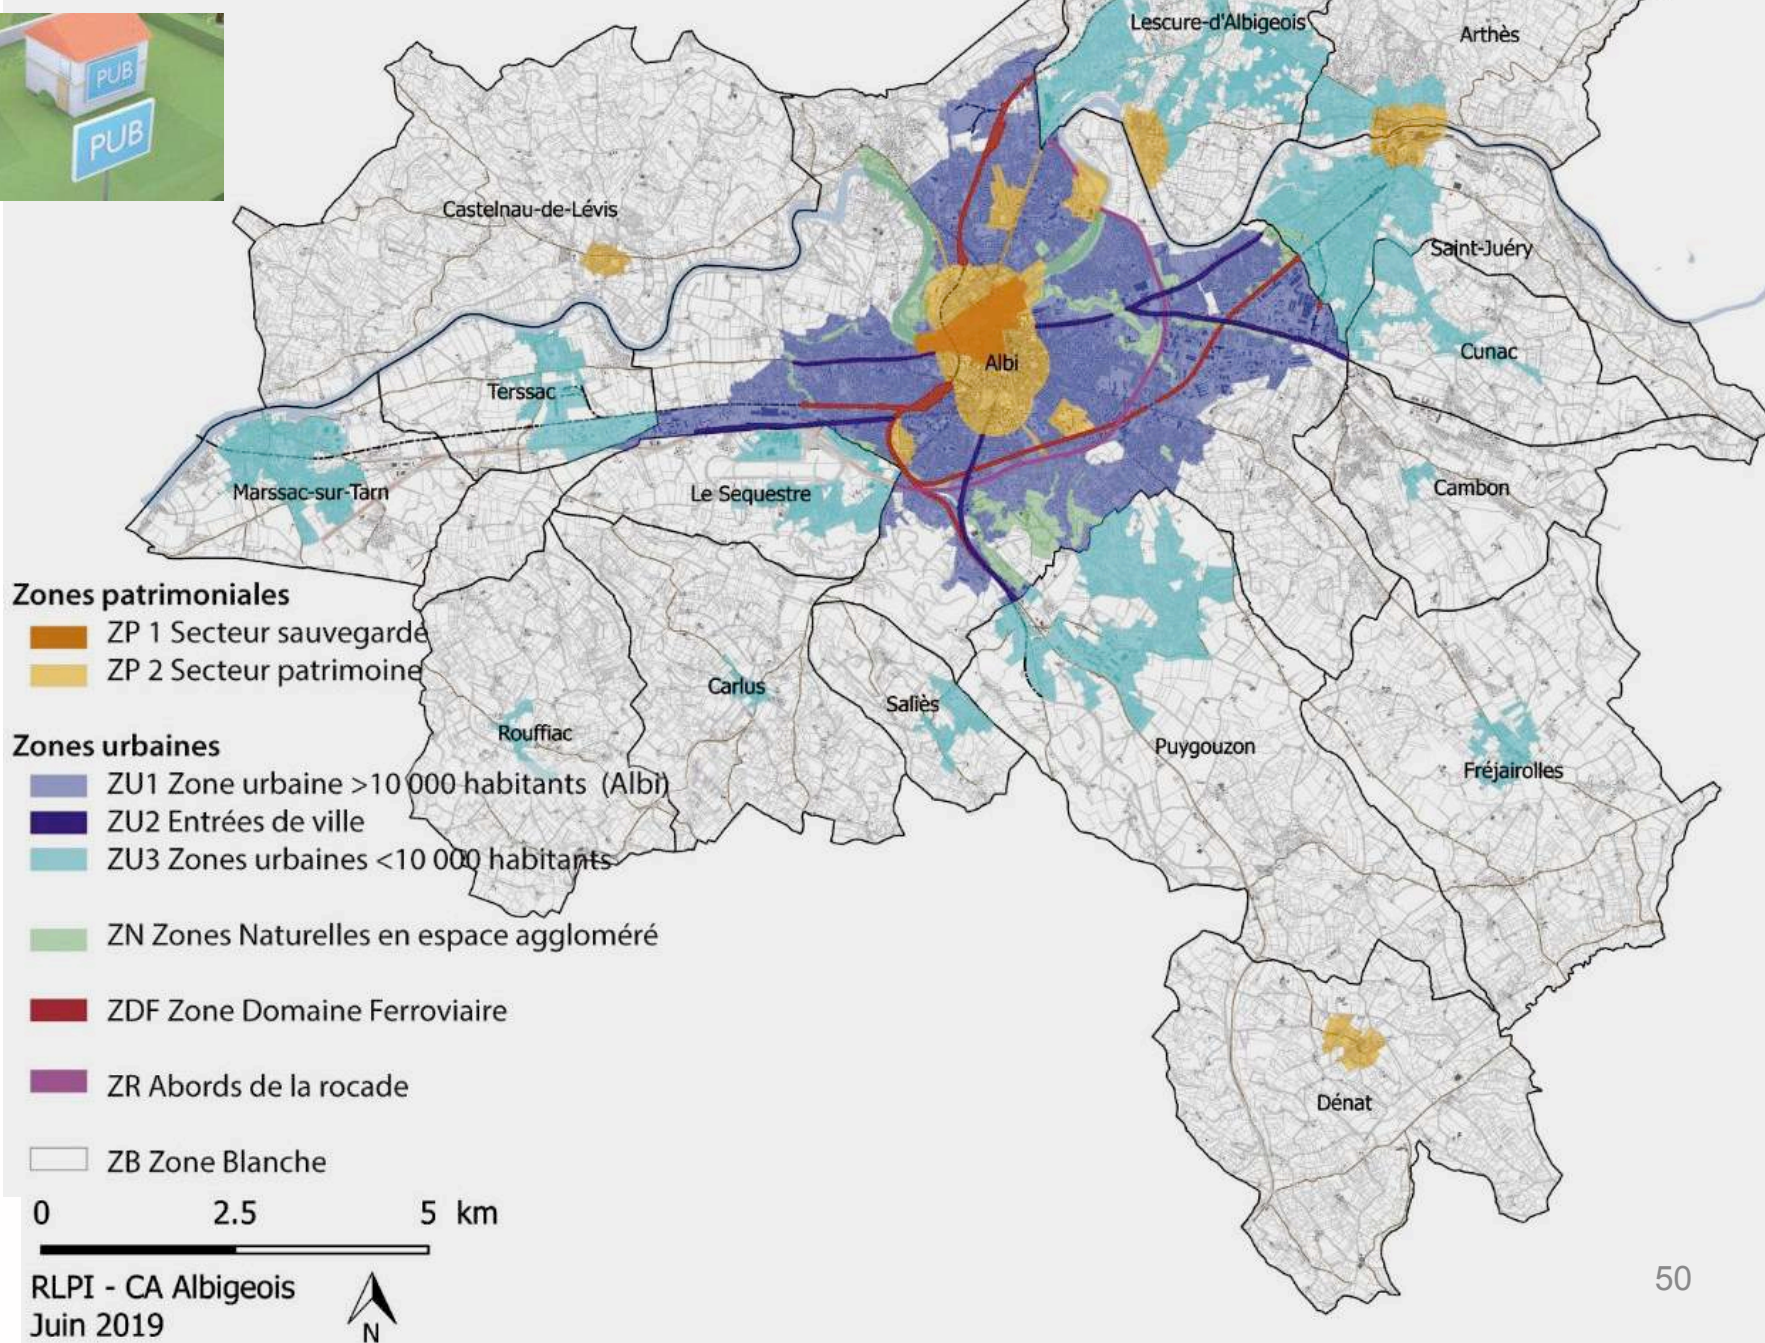 PUB
PUB
Lescure-d'Albigeois
Arthès
Castelnau-de-Lévis
Saint-Juéry
Albi
Cunac
Terssac
Marssac-sur-Tarn
Le Sequestre
Cambon
Carlus
Saliès
Rouffiac
Puygouzon
Fréjairolles
Dénat
Zones patrimoniales
ZP 1 Secteur sauvegardé
ZP 2 Secteur patrimoine
Zones urbaines
ZU1 Zone urbaine >10 000 habitants (Albi)
ZU2 Entrées de ville
ZU3 Zones urbaines <10 000 habitants
ZN Zones Naturelles en espace aggloméré
ZDF Zone Domaine Ferroviaire
ZR Abords de la rocade
ZB Zone Blanche
0 2.5 5 km
RLPI - CA Albigeois
Juin 2019
N
50